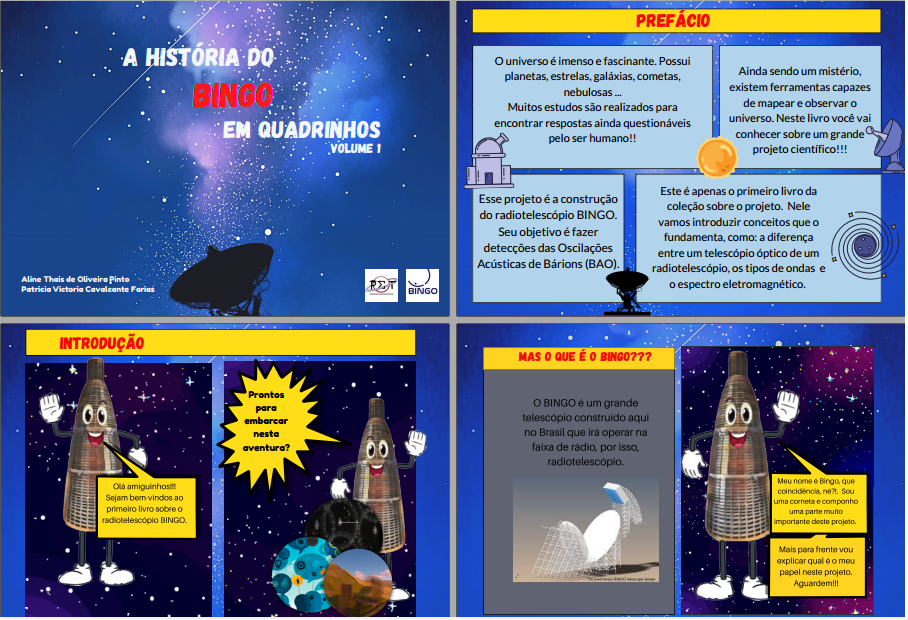 A HISTÓRIA DO
BINGO
EM QUADRINHOS
VOLUME 1
Aline Thais de Oliveira Pinto
Patrícia Victoria Cavalcante Farias
PET
BINGO
PREFÁCIO
O universo é imenso e fascinante. Possui
planetas, estrelas, galáxias, cometas,
nebulosas ...
Muitos estudos são realizados para
encontrar respostas ainda questionáveis
pelo ser humano!!
Ainda sendo um mistério,
existem ferramentas capazes
de mapear e observar o
universo. Neste livro você vai
conhecer sobre um grande
projeto científico!!!
Esse projeto é a construção
do radiotelescópio BINGO.
Seu objetivo é fazer
detecções das Oscilações
Acústicas de Bárions (BAO).
Este é apenas o primeiro livro da
coleção sobre o projeto. Nele
vamos introduzir conceitos que o
fundamenta, como: a diferença
entre um telescópio óptico de um
radiotelescópio, os tipos de ondas e
o espectro eletromagnético.
INTRODUÇÃO
Olá amiguinhos!!!
Sejam bem-vindos ao
primeiro livro sobre o
radiotelescópio BINGO.
Prontos
para
embarcar
nesta
aventura?
MAS O QUE É O BINGO???
O BINGO é um grande
telescópio construído aqui
no Brasil que irá operar na
faixa de rádio, por isso,
radiotelescópio.
The preliminary BINGO telescope design
Meu nome é Bingo, que
coincidência, né?!. Sou
uma corneta e componho
uma parte muito
importante deste projeto.
Mais para frente vou
explicar qual é o meu
papel neste projeto.
Aguardem!!!